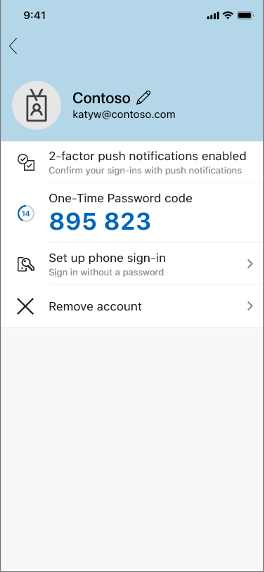 9:41
Contoso
katyw@contoso.com
2-factor push notifications enabled
Confirm your sign-ins with push notifications
One-Time Password code
14
895 823
Set up phone sign-in
Sign in without a password
Remove account